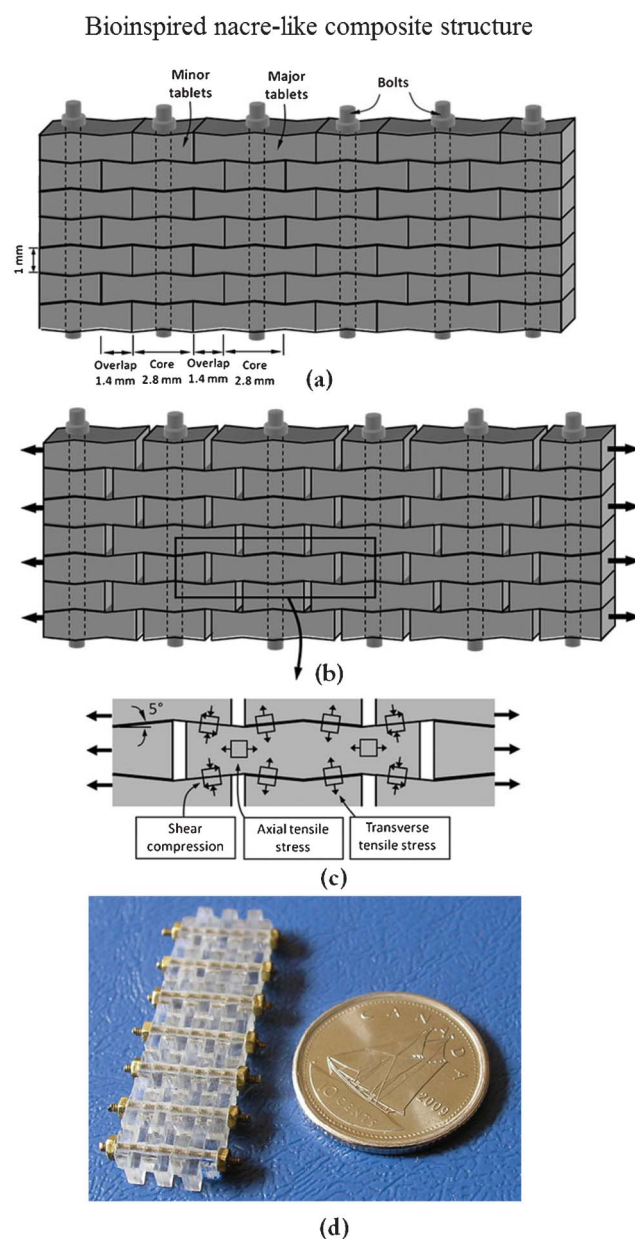 Bioinspired nacre-like composite structure
Minor
tablets
Major
tablets
Bolts
1 mm
Overlap
1.4 mm
Core
2.8 mm
Overlap
1.4 mm
Core
2.8 mm
(a)
(b)
5°
Shear
compression
Axial tensile
stress
Transverse
tensile stress
(c)
CANADA
2009
10 CENTS
(d)